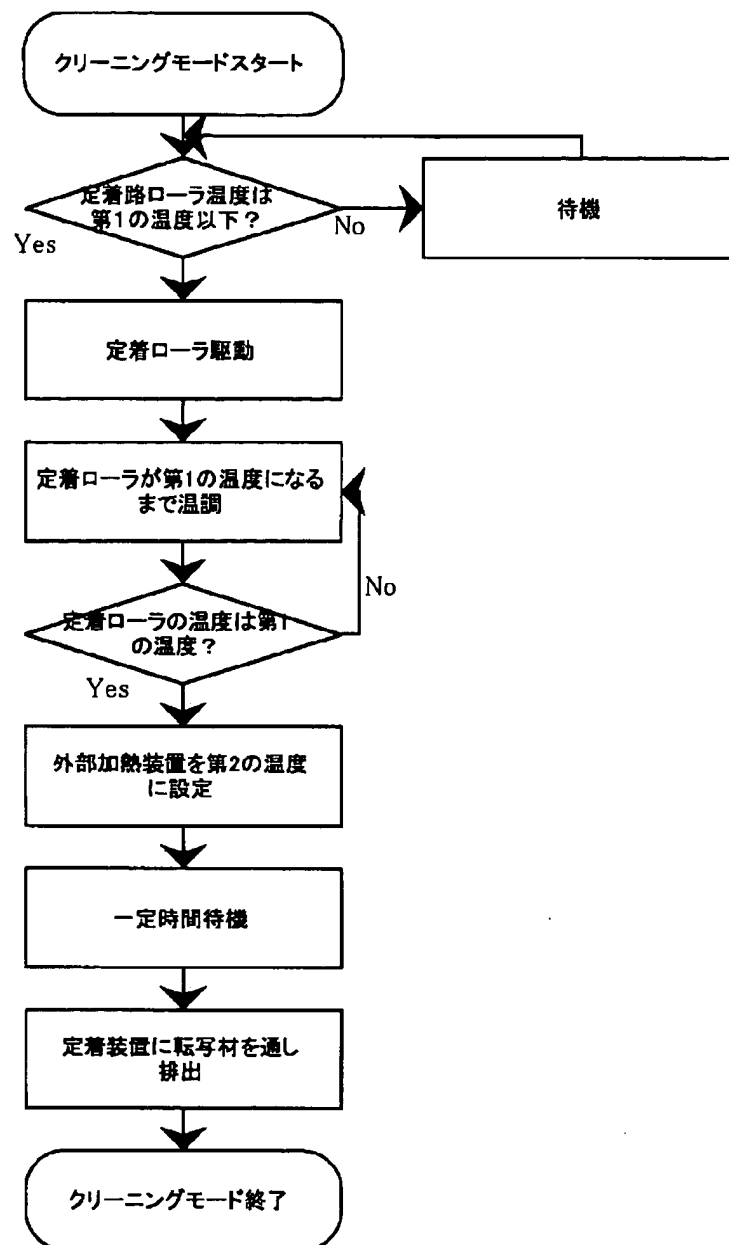 クリーニングモードスタート
定着路ローラ温度は
第1の温度以下？
No
待機
Yes
定着ローラ駆動
定着ローラが第1の温度になる
まで温調
No
定着ローラの温度は第1
の温度？
Yes
外部加熱装置を第2の温度
に設定
一定時間待機
定着装置に転写材を通し
排出
クリーニングモード終了